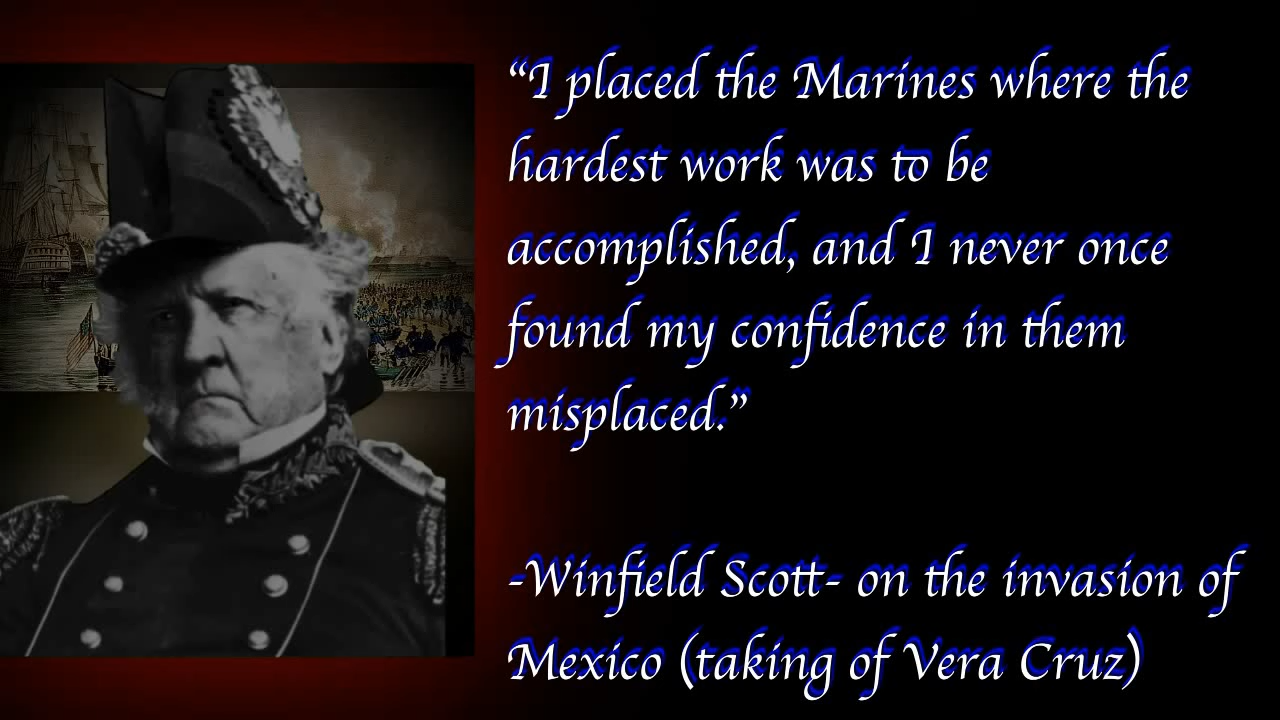 “I placed the Marines where the
hardest work was to be
accomplished, and I never once
found my confidence in them
misplaced.”
-Winfield Scott- on the invasion of
Mexico (taking of Vera Cruz)